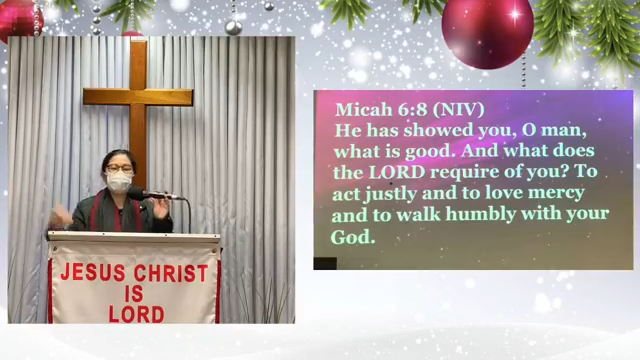 JESUS CHRIST
IS
LORD
Micah 6:8 (NIV)
He has showed you, O man,
what is good. And what does
the LORD require of you? To
act justly and to love mercy
and to walk humbly with your
God.